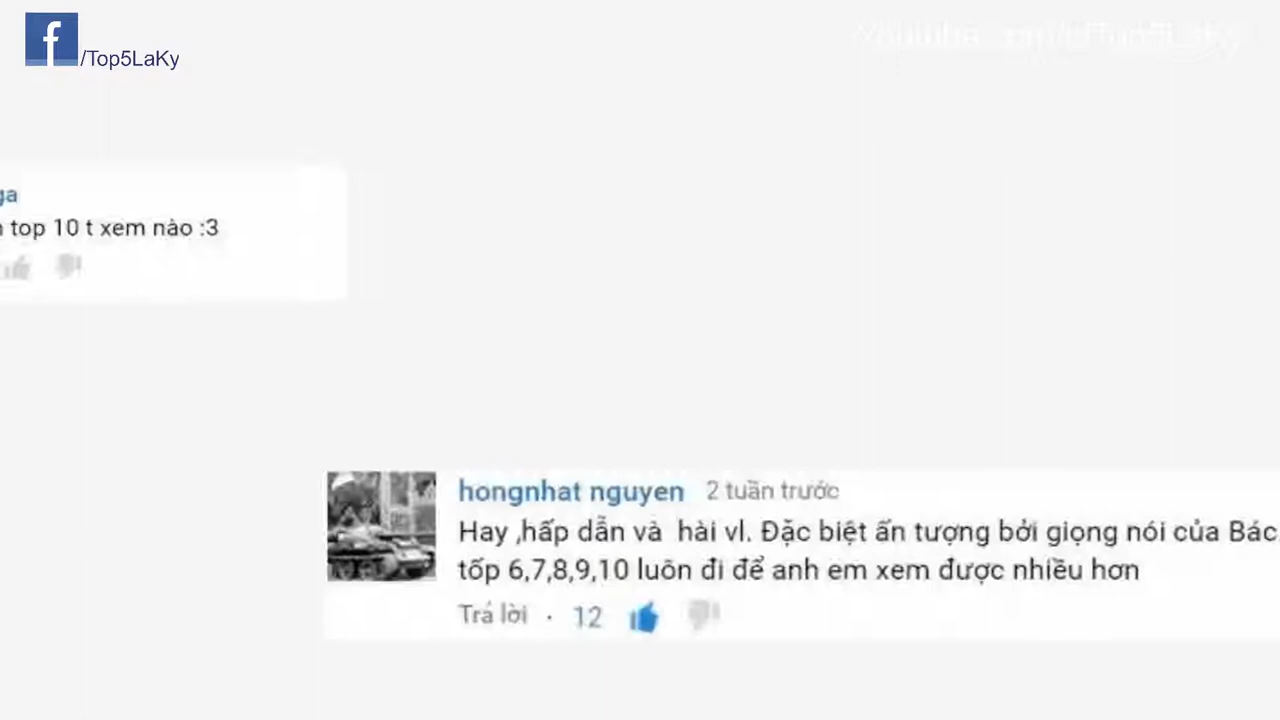 /Top5LaKy
ga
top 10 t xem nào :3
hongnhat nguyen 2 tuần trước
Hay ,hấp dẫn và hài vl. Đặc biệt ấn tượng bởi giọng nói của Bác.
tốp 6,7,8,9,10 luôn đi để anh em xem được nhiều hơn
Trả lời · 12